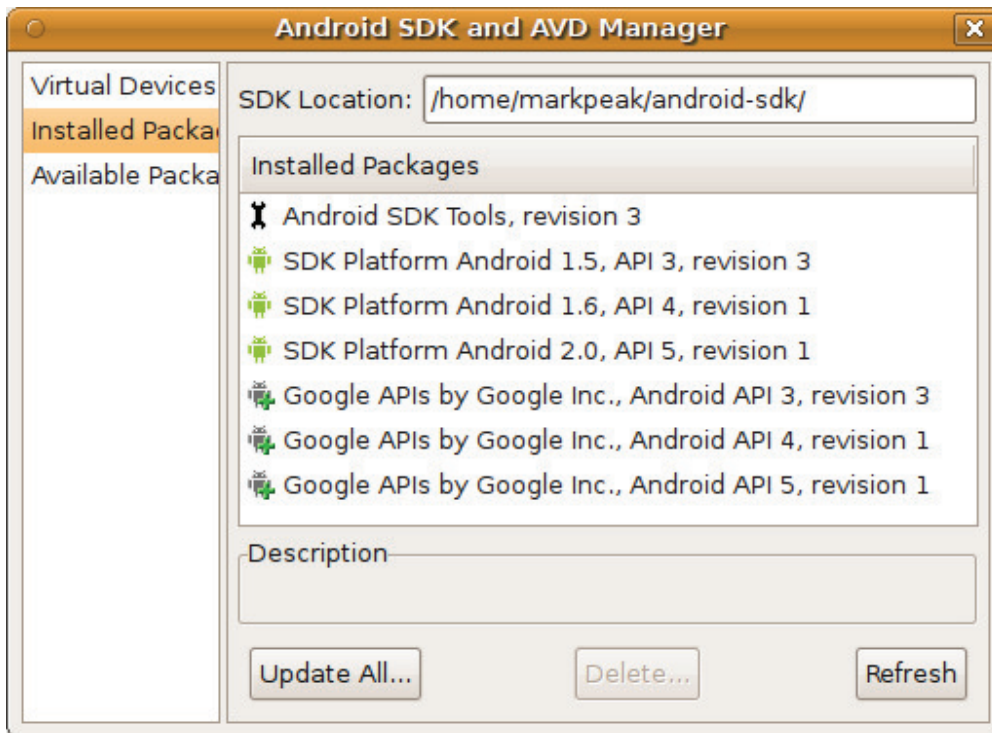 Android SDK and AVD Manager
Virtual Devices
Installed Packa
Available Packa
SDK Location: /home/markpeak/android-sdk/
Installed Packages
Android SDK Tools, revision 3
SDK Platform Android 1.5, API 3, revision 3
SDK Platform Android 1.6, API 4, revision 1
SDK Platform Android 2.0, API 5, revision 1
Google APIs by Google Inc., Android API 3, revision 3
Google APIs by Google Inc., Android API 4, revision 1
Google APIs by Google Inc., Android API 5, revision 1
Description
Update All... Delete... Refresh